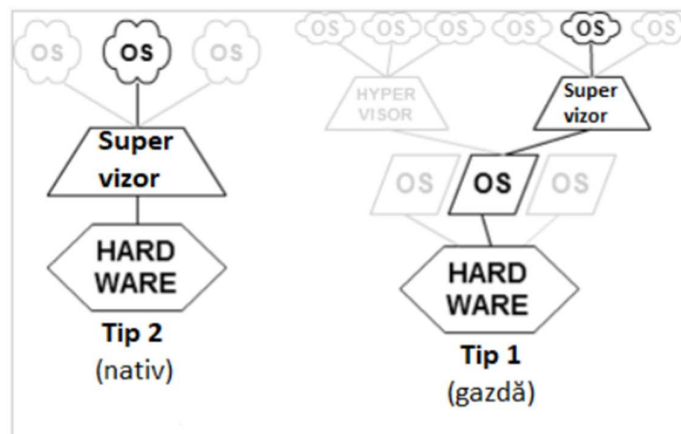 OS OS OS
Super
vizor
HARD
WARE
Tip 2
(nativ)
OS OS OS OS OS OS
HYPER
VISOR
Super
vizor
OS OS OS
HARD
WARE
Tip 1
(gazdă)